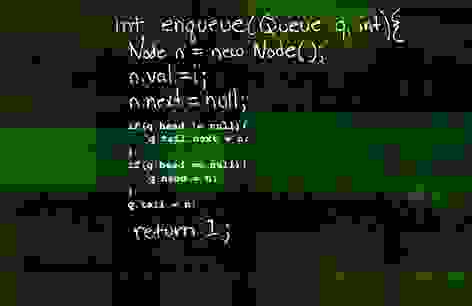 int enqueue(Queue q, int){
Node n = new Node();
n.val=i;
n.next = null;
if(q.head != null){
q.tail.next = n;
}
if(q.head == null){
q.head = n;
}
q.tail = n;
return 1;